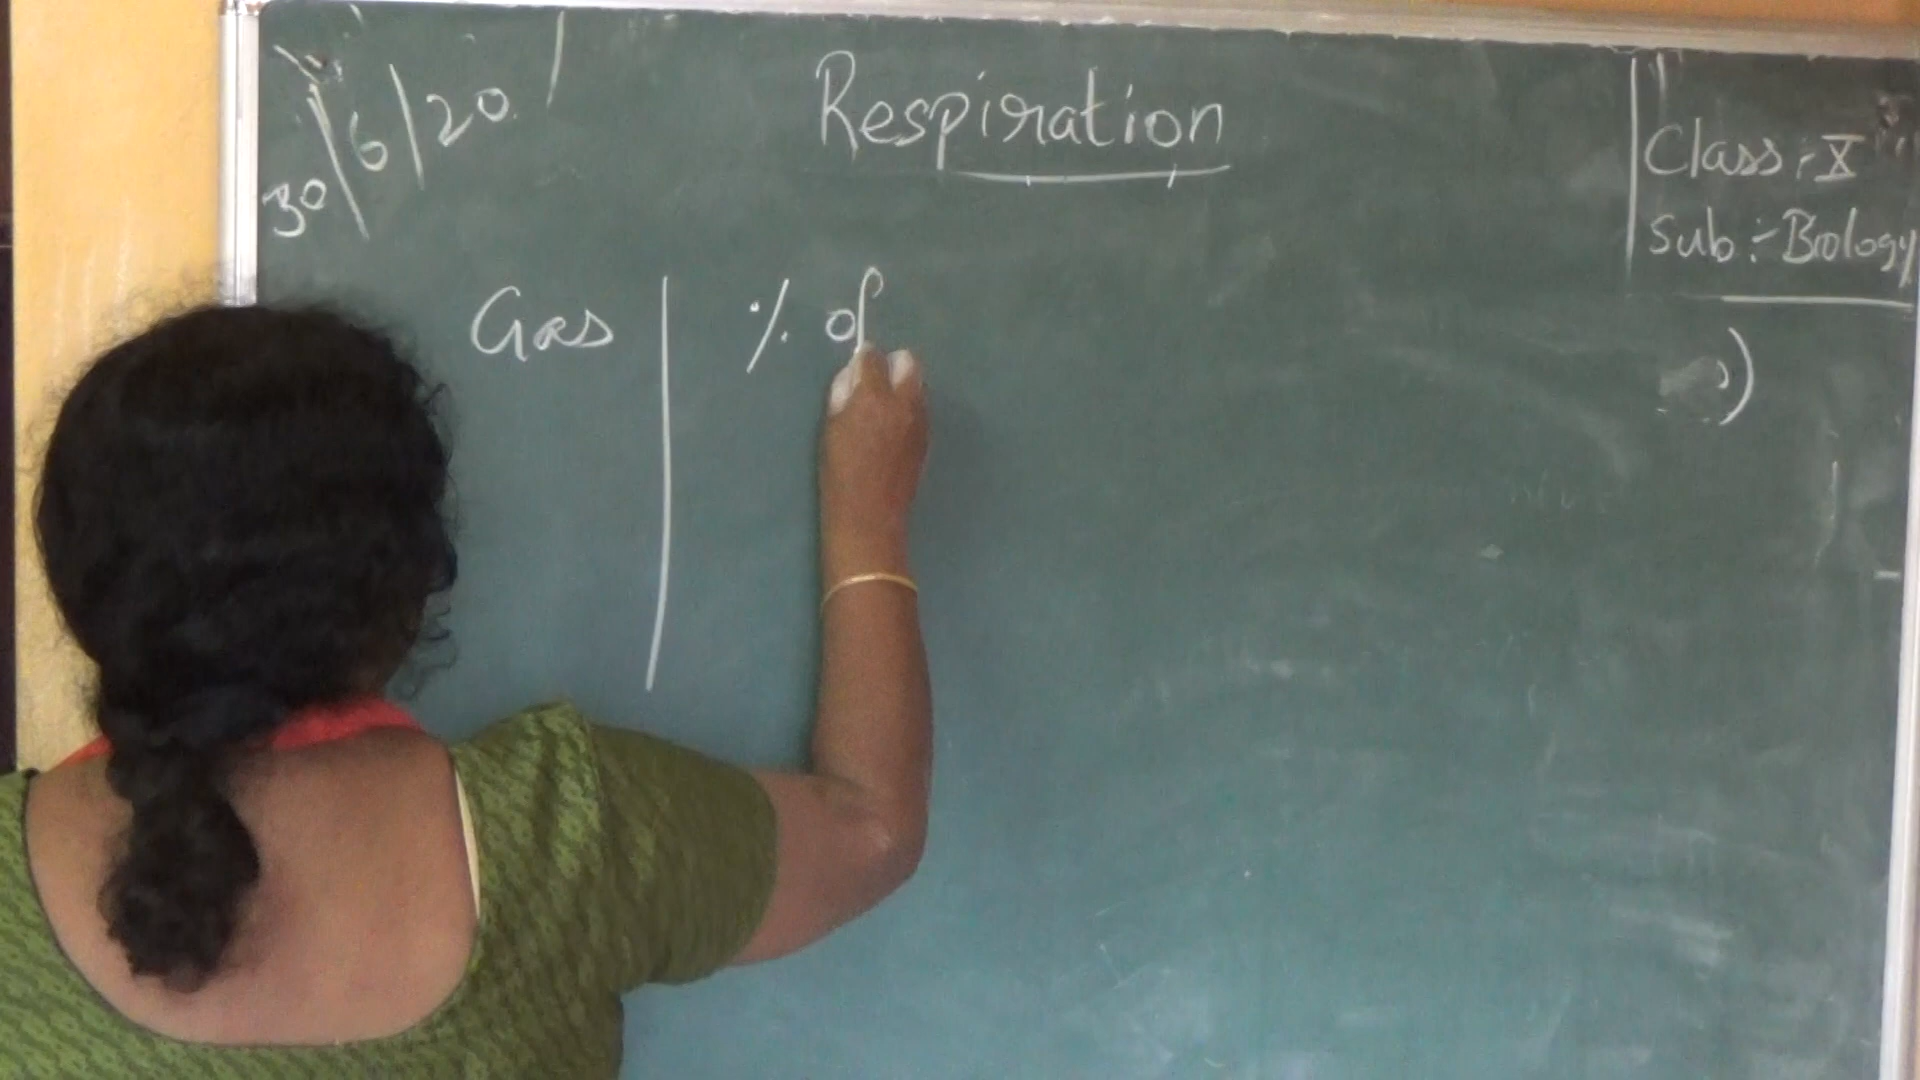 30/6/20
Respiration
Class :- X
Sub :- Biology
Gas
% of